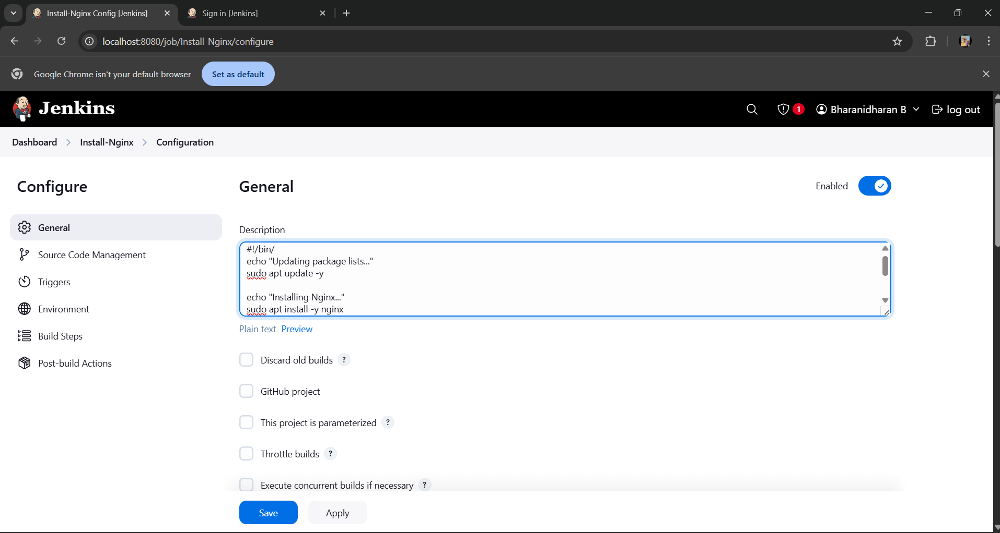 Install-Nginx Config [Jenkins]
Sign in [Jenkins]
localhost:8080/job/Install-Nginx/configure
Google Chrome isn't your default browser
Set as default
Jenkins
1
Bharanidharan B
log out
Dashboard
Install-Nginx
Configuration
Configure
General
Source Code Management
Triggers
Environment
Build Steps
Post-build Actions
General
Enabled
Description
#!/bin/
echo "Updating package lists..."
sudo apt update -y
echo "Installing Nginx..."
sudo apt install -y nginx
Plain text Preview
Discard old builds ?
GitHub project
This project is parameterized ?
Throttle builds ?
Execute concurrent builds if necessary ?
Save
Apply